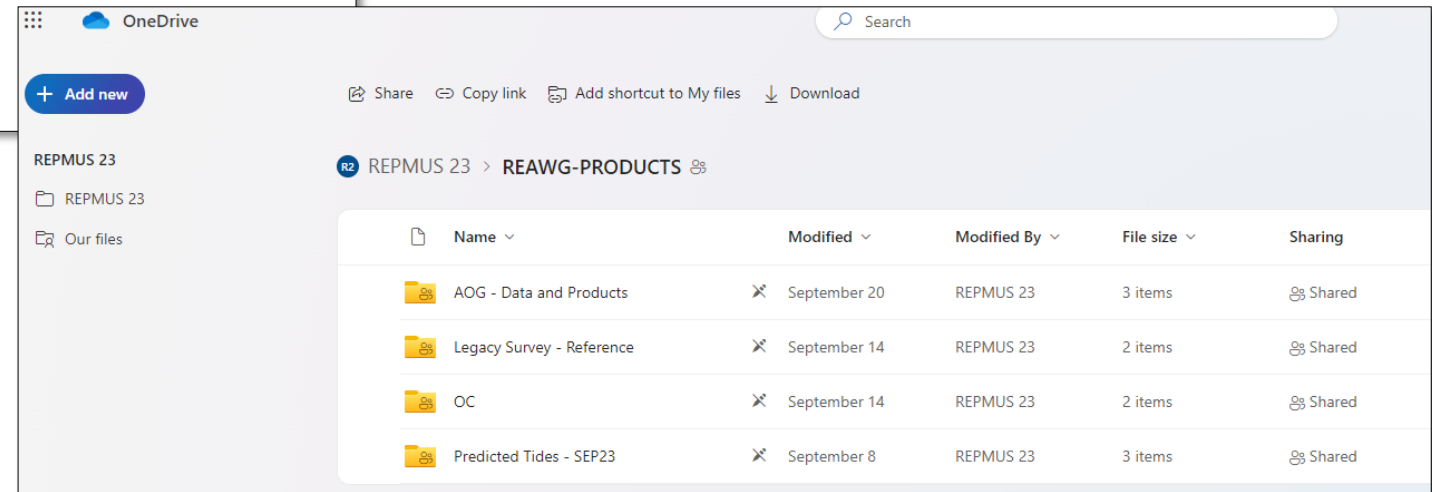 OneDrive
Search
Add new
Share Copy link Add shortcut to My files Download
REPMUS 23
REPMUS 23
Our files
R2 REPMUS 23 > REAWG-PRODUCTS
Name Modified Modified By File size Sharing
AOG - Data and Products September 20 REPMUS 23 3 items Shared
Legacy Survey - Reference September 14 REPMUS 23 2 items Shared
OC September 14 REPMUS 23 2 items Shared
Predicted Tides - SEP23 September 8 REPMUS 23 3 items Shared